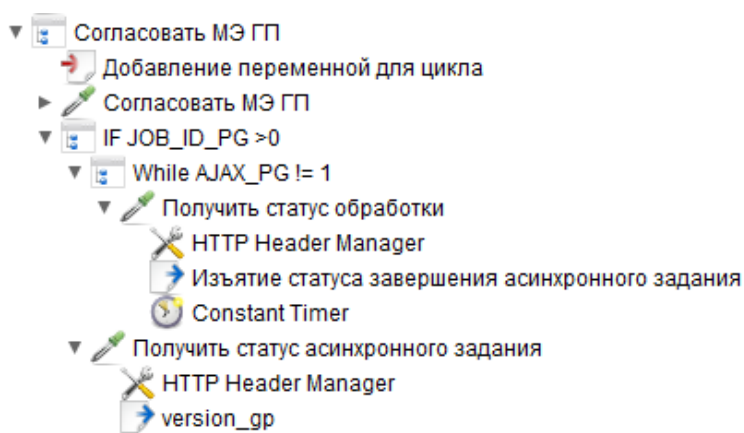 Согласовать МЭ ГП
Добавление переменной для цикла
Согласовать МЭ ГП
IF JOB_ID_PG >0
While AJAX_PG != 1
Получить статус обработки
HTTP Header Manager
Изъятие статуса завершения асинхронного задания
Constant Timer
Получить статус асинхронного задания
HTTP Header Manager
version_gp